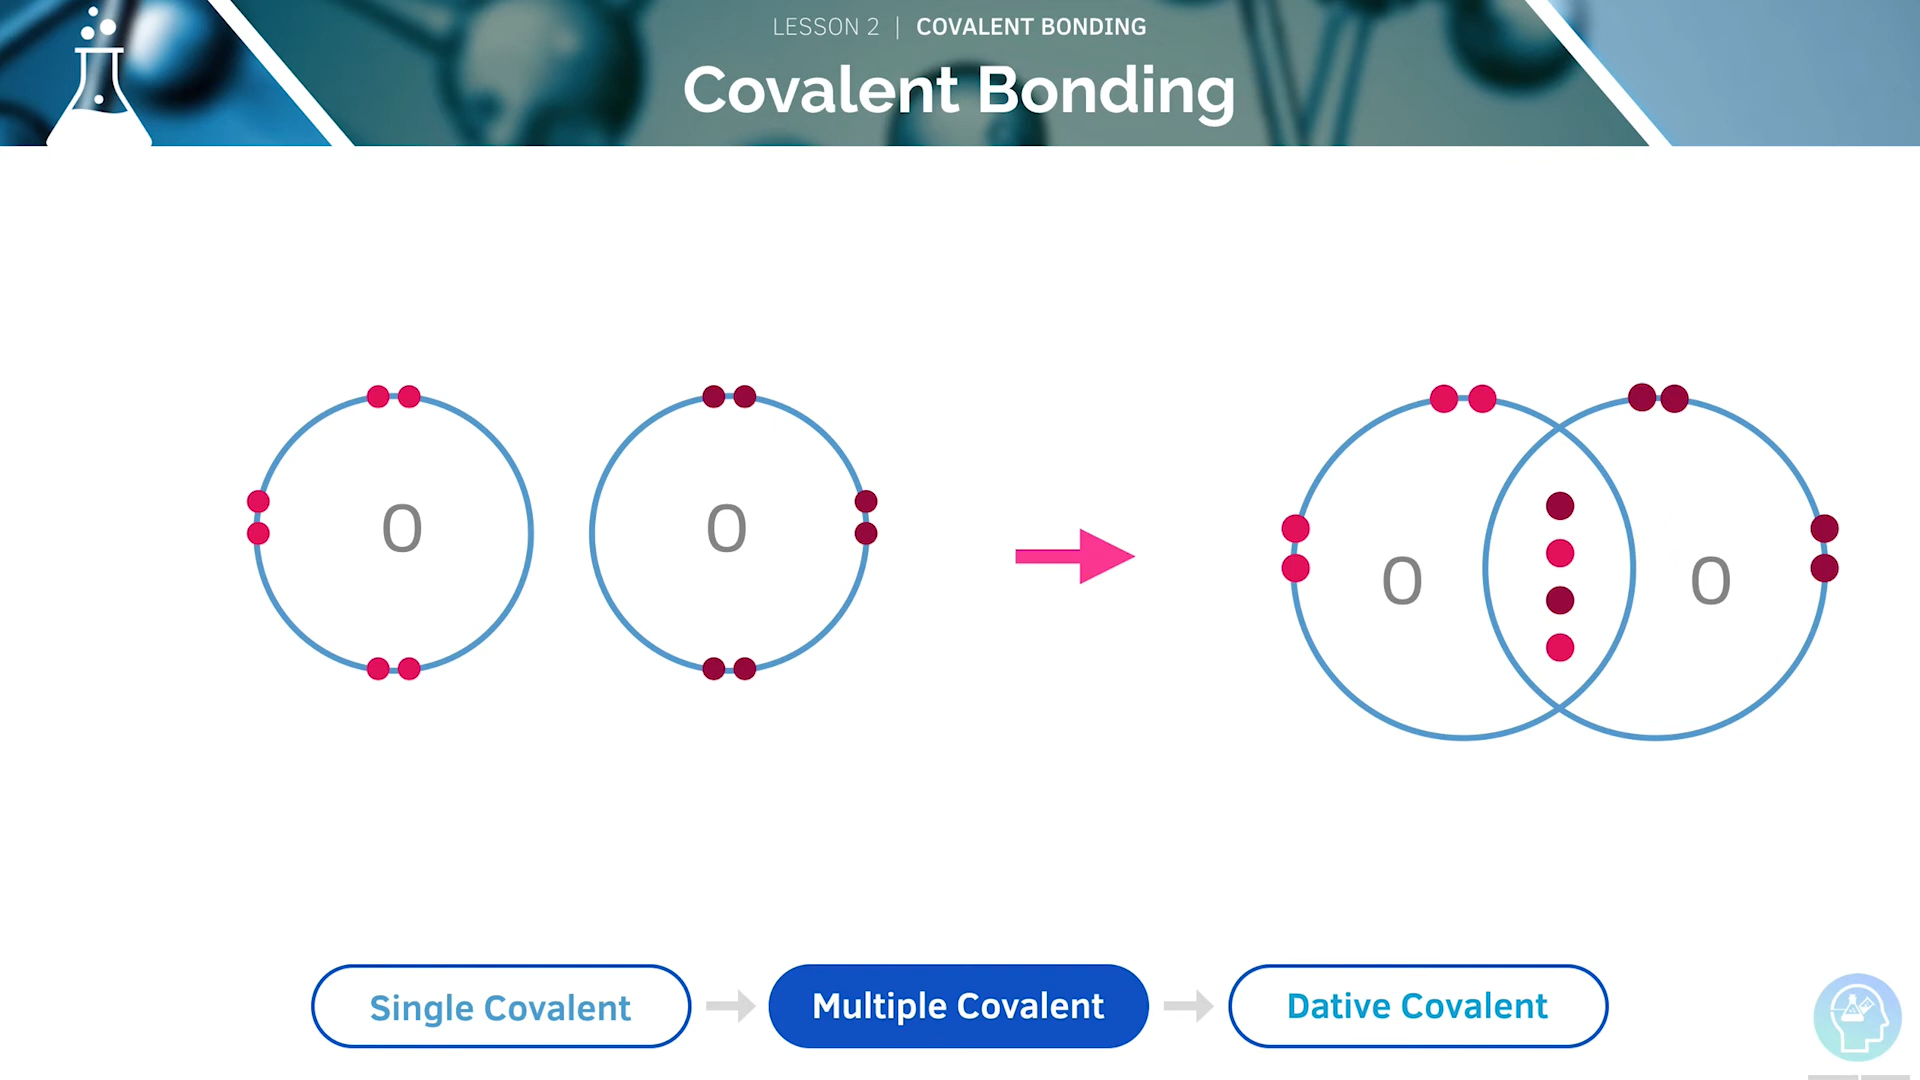 LESSON 2 | COVALENT BONDING
Covalent Bonding
O O O O
Single Covalent Multiple Covalent Dative Covalent